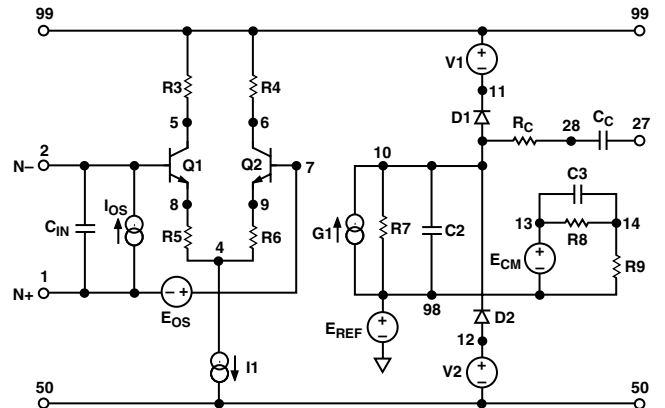 99 99
V1
R3 R4
11
5 6 D1 RC 28 CC 27
2
N– Q1 Q2 7 10 C3
IOS 8 9
CIN R5 R6 G1 R7 C2 13 R8 14
4
1 ECM R9
N+ – + 98
EOS EREF D2
12
I1 V2
50 50